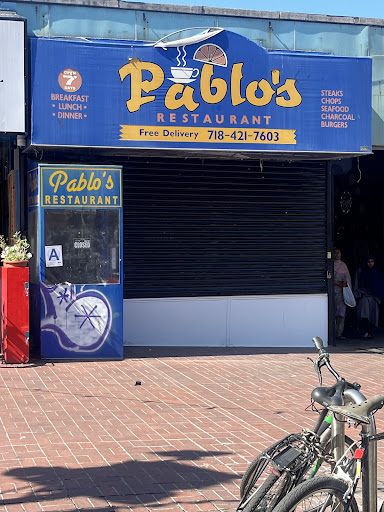 OPEN
7
DAYS
BREAKFAST
• LUNCH •
• DINNER •
Pablo's
RESTAURANT
Free Delivery 718-421-7603
STEAKS
CHOPS
SEAFOOD
CHARCOAL
BURGERS
Pablo's
RESTAURANT
A
closed